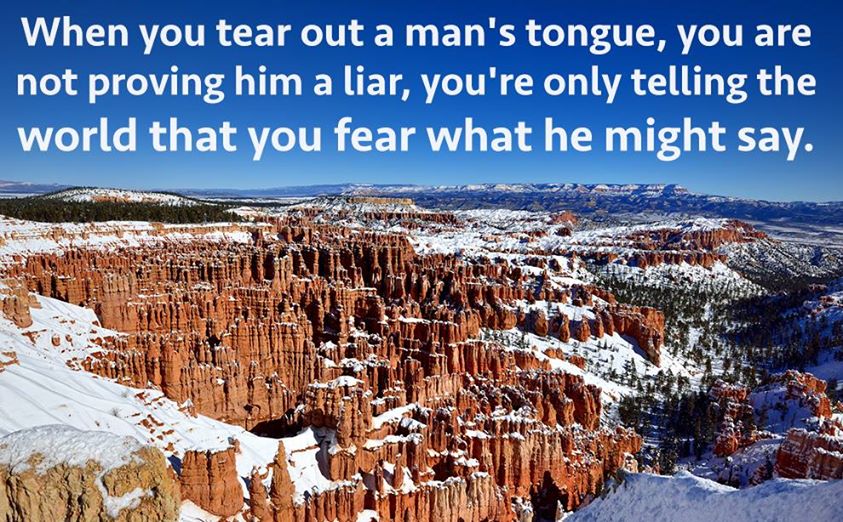 When you tear out a man's tongue, you are
not proving him a liar, you're only telling the
world that you fear what he might say.